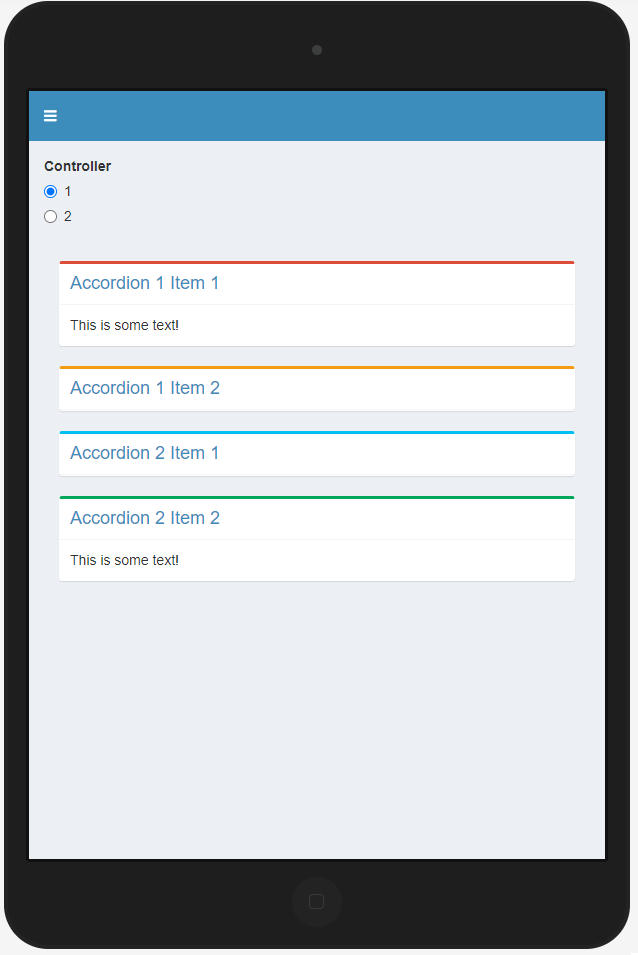 Controller
1
2
Accordion 1 Item 1
This is some text!
Accordion 1 Item 2
Accordion 2 Item 1
Accordion 2 Item 2
This is some text!